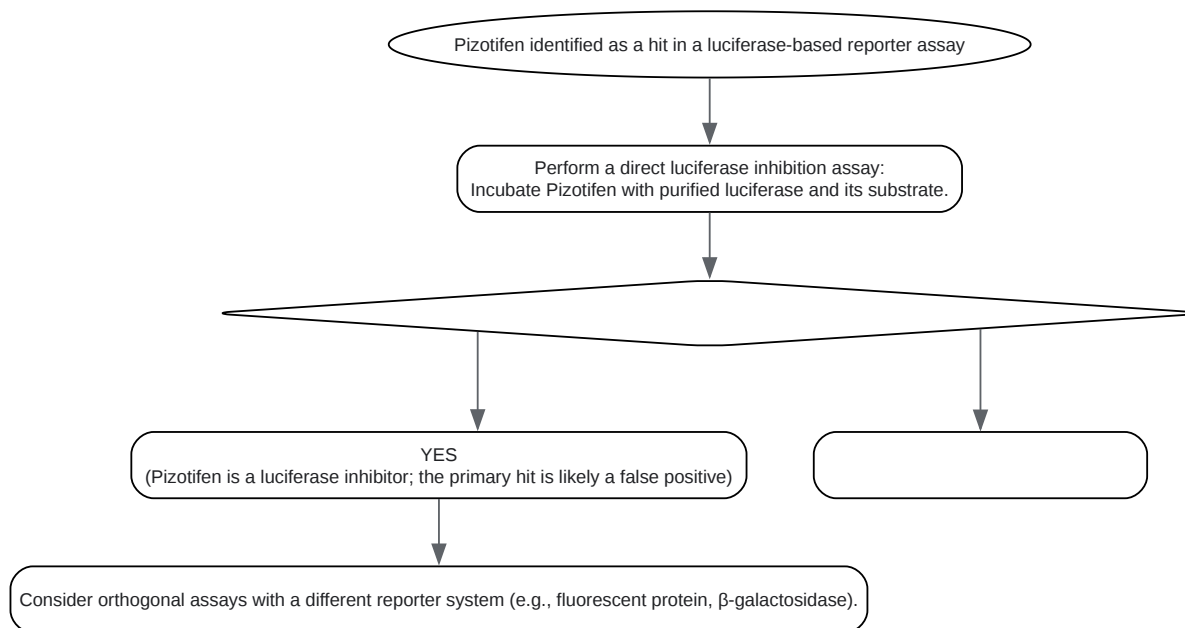 Pizotifen identified as a hit in a luciferase-based reporter assay
Perform a direct luciferase inhibition assay:
Incubate Pizotifen with purified luciferase and its substrate.
YES
(Pizotifen is a luciferase inhibitor; the primary hit is likely a false positive)
Consider orthogonal assays with a different reporter system (e.g., fluorescent protein, β-galactosidase).